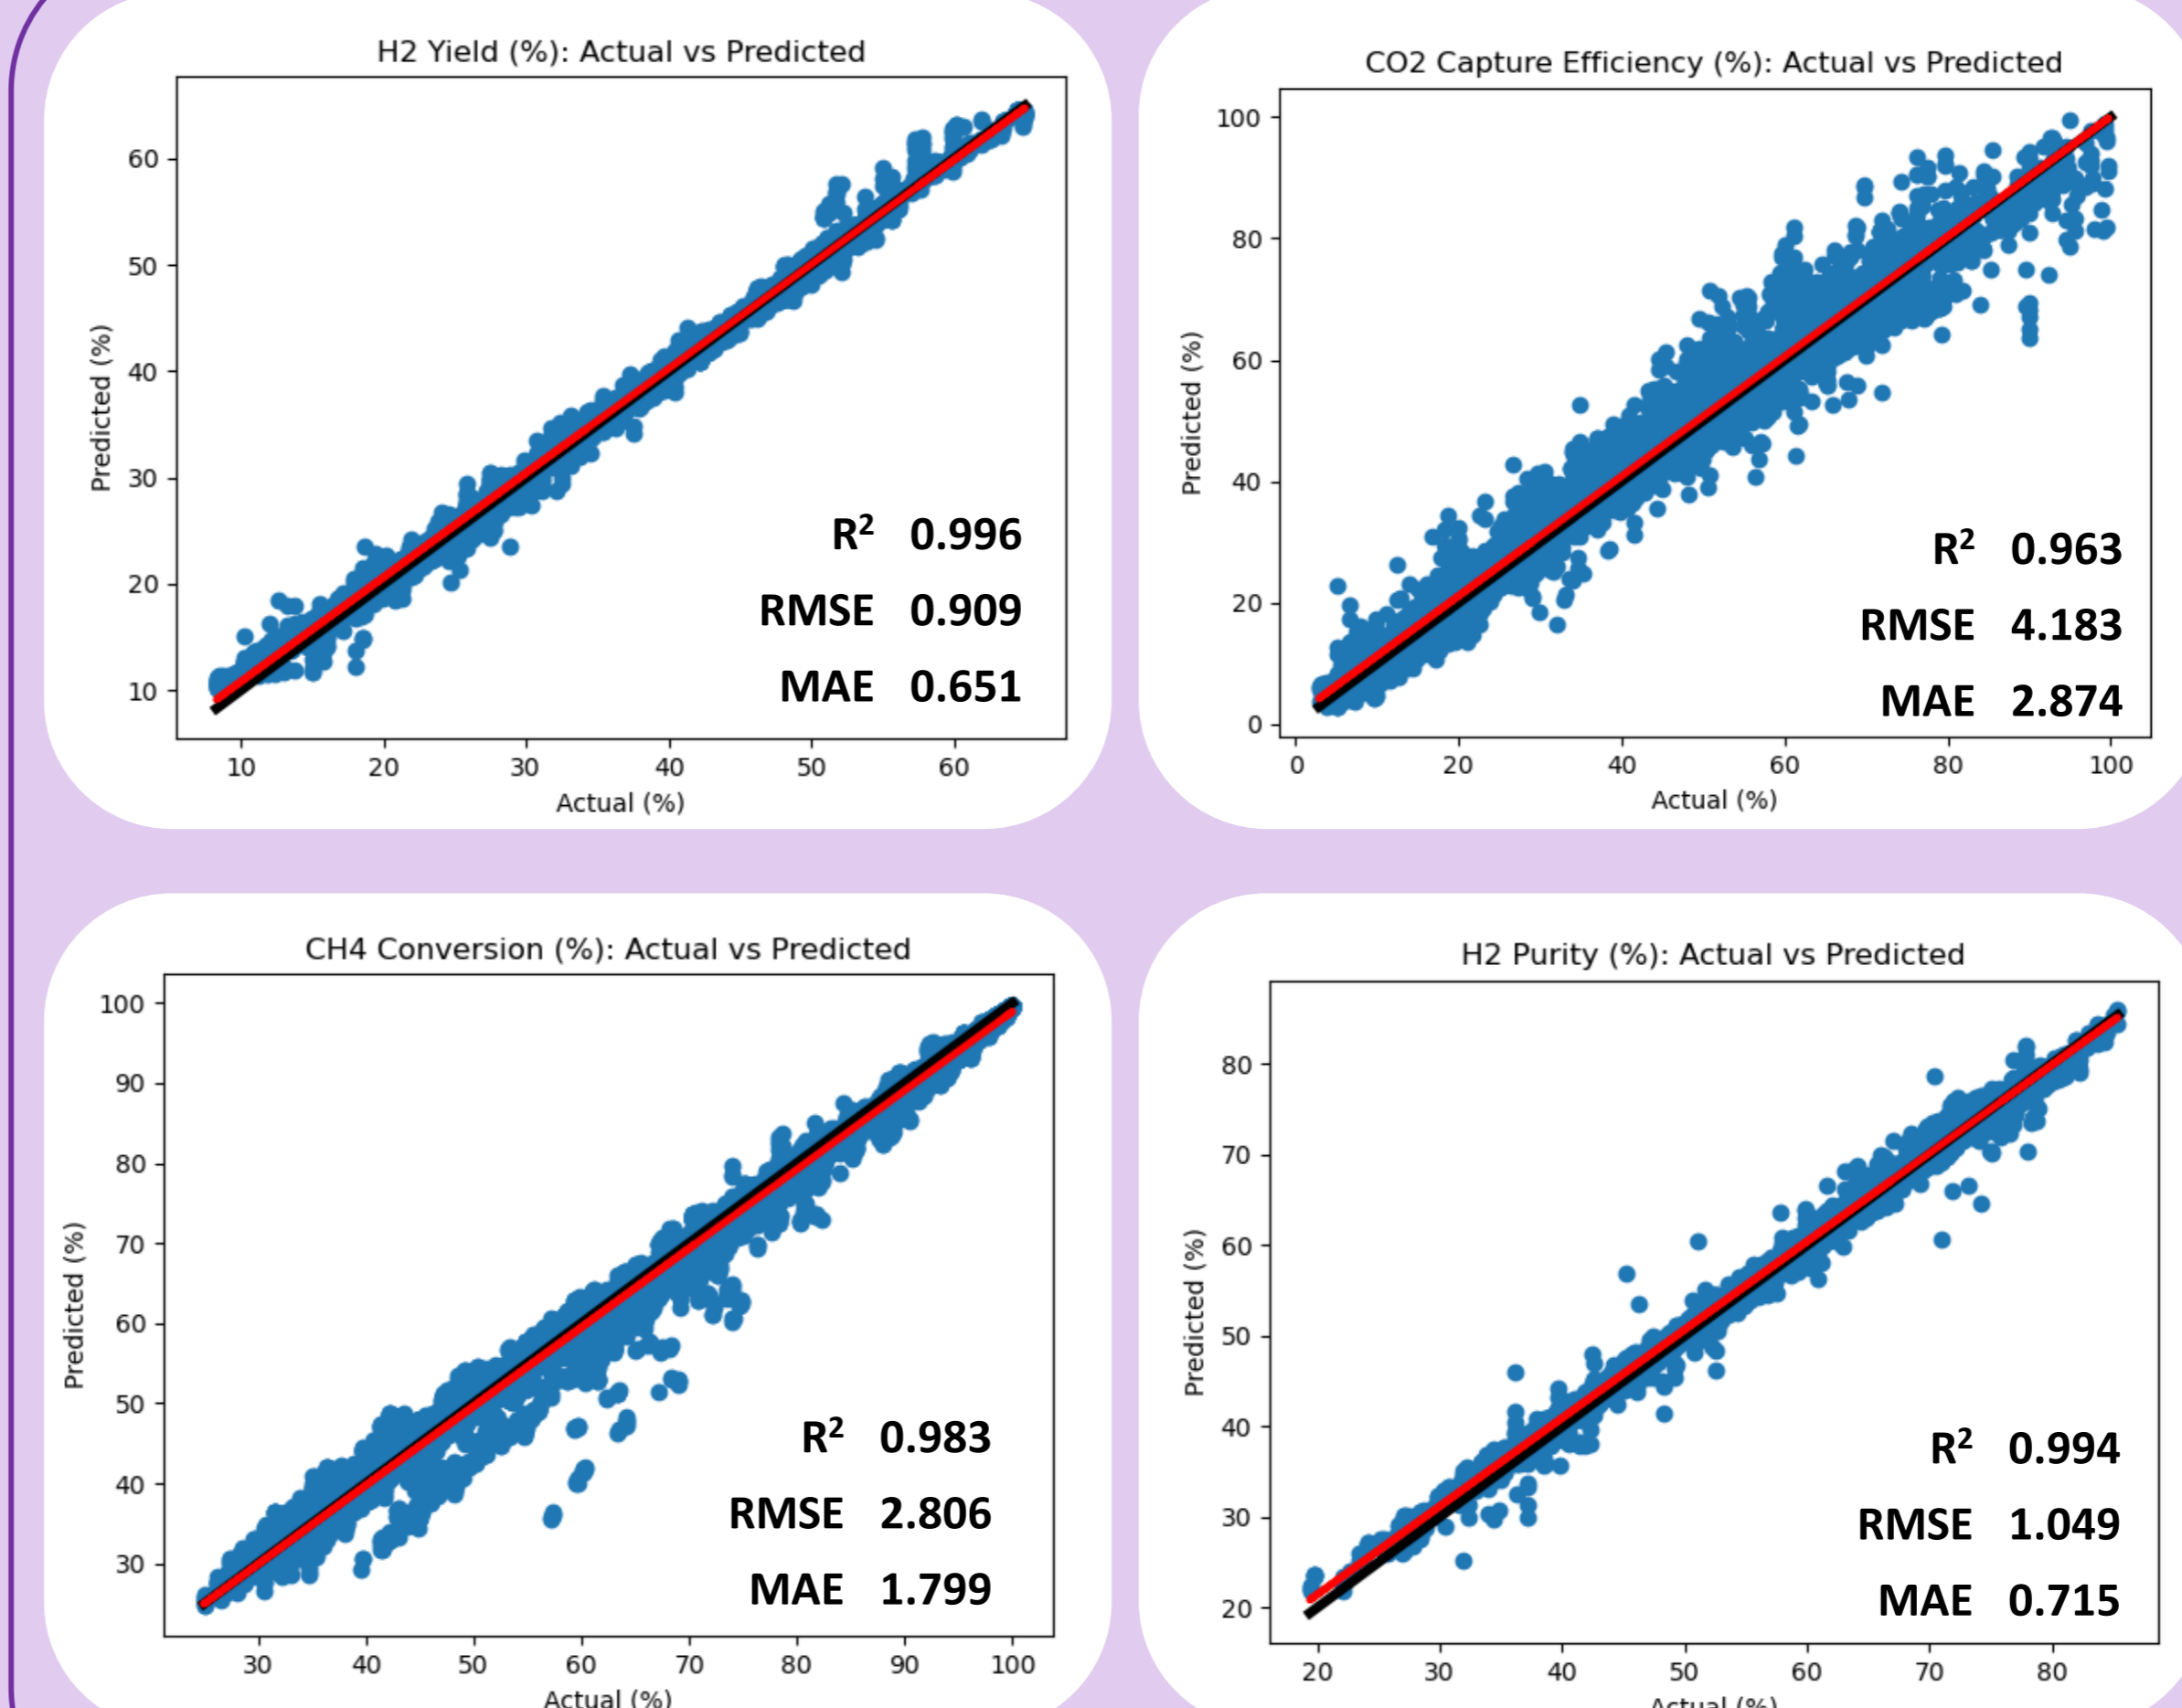 H2 Yield (%): Actual vs Predicted
60
50
40
30
20
10
Predicted (%)
R² 0.996
RMSE 0.909
MAE 0.651
10 20 30 40 50 60
Actual (%)
CO2 Capture Efficiency (%): Actual vs Predicted
100
80
60
40
20
0
Predicted (%)
R² 0.963
RMSE 4.183
MAE 2.874
0 20 40 60 80 100
Actual (%)
CH4 Conversion (%): Actual vs Predicted
100
90
80
70
60
50
40
30
Predicted (%)
R² 0.983
RMSE 2.806
MAE 1.799
30 40 50 60 70 80 90 100
Actual (%)
H2 Purity (%): Actual vs Predicted
80
70
60
50
40
30
20
Predicted (%)
R² 0.994
RMSE 1.049
MAE 0.715
20 30 40 50 60 70 80
Actual (%)